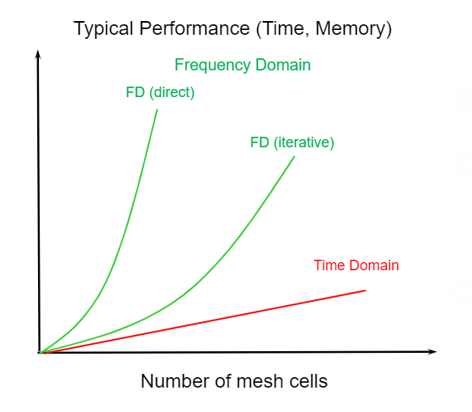 Typical Performance (Time, Memory)
Frequency Domain
FD (direct)
FD (iterative)
Time Domain
Number of mesh cells